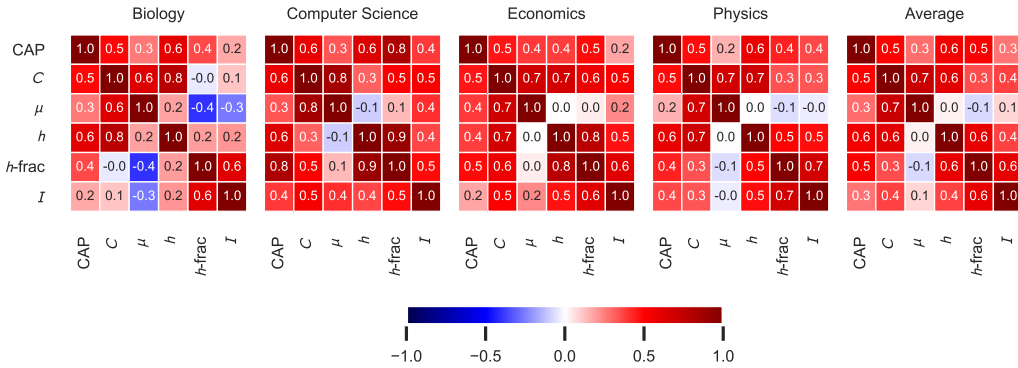 Biology Computer Science Economics Physics Average
CAP 1.0 0.5 0.3 0.6 0.4 0.2 1.0 0.6 0.3 0.6 0.8 0.4 1.0 0.5 0.4 0.4 0.5 0.2 1.0 0.5 0.2 0.6 0.4 0.4 1.0 0.5 0.3 0.6 0.5 0.3
C 0.5 1.0 0.6 0.8 -0.0 0.1 0.6 1.0 0.8 0.3 0.5 0.5 0.5 1.0 0.7 0.7 0.6 0.5 0.5 1.0 0.7 0.7 0.3 0.3 0.5 1.0 0.7 0.6 0.3 0.4
μ 0.3 0.6 1.0 0.2 -0.4 -0.3 0.3 0.8 1.0 -0.1 0.1 0.4 0.4 0.7 1.0 0.0 0.0 0.2 0.2 0.7 1.0 0.0 -0.1 -0.0 0.3 0.7 1.0 0.0 -0.1 0.1
h 0.6 0.8 0.2 1.0 0.2 0.2 0.6 0.3 -0.1 1.0 0.9 0.4 0.4 0.7 0.0 1.0 0.8 0.5 0.6 0.7 0.0 1.0 0.5 0.5 0.6 0.6 0.0 1.0 0.6 0.4
h-frac 0.4 -0.0 -0.4 0.2 1.0 0.6 0.8 0.5 0.1 0.9 1.0 0.5 0.5 0.6 0.0 0.8 1.0 0.6 0.4 0.3 -0.1 0.5 1.0 0.7 0.5 0.3 -0.1 0.6 1.0 0.6
I 0.2 0.1 -0.3 0.2 0.6 1.0 0.4 0.5 0.4 0.4 0.5 1.0 0.2 0.5 0.2 0.5 0.6 1.0 0.4 0.3 -0.0 0.5 0.7 1.0 0.3 0.4 0.1 0.4 0.6 1.0
CAP C μ h h-frac I CAP C μ h h-frac I CAP C μ h h-frac I CAP C μ h h-frac I CAP C μ h h-frac I
−1.0 −0.5 0.0 0.5 1.0